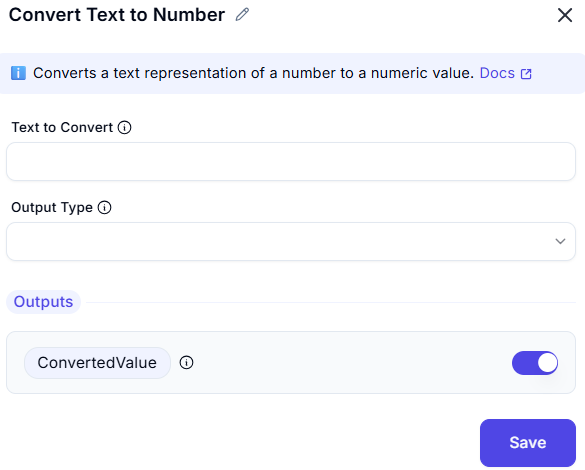 Convert Text to Number
Converts a text representation of a number to a numeric value. Docs
Text to Convert
Output Type
Outputs
ConvertedValue
Save